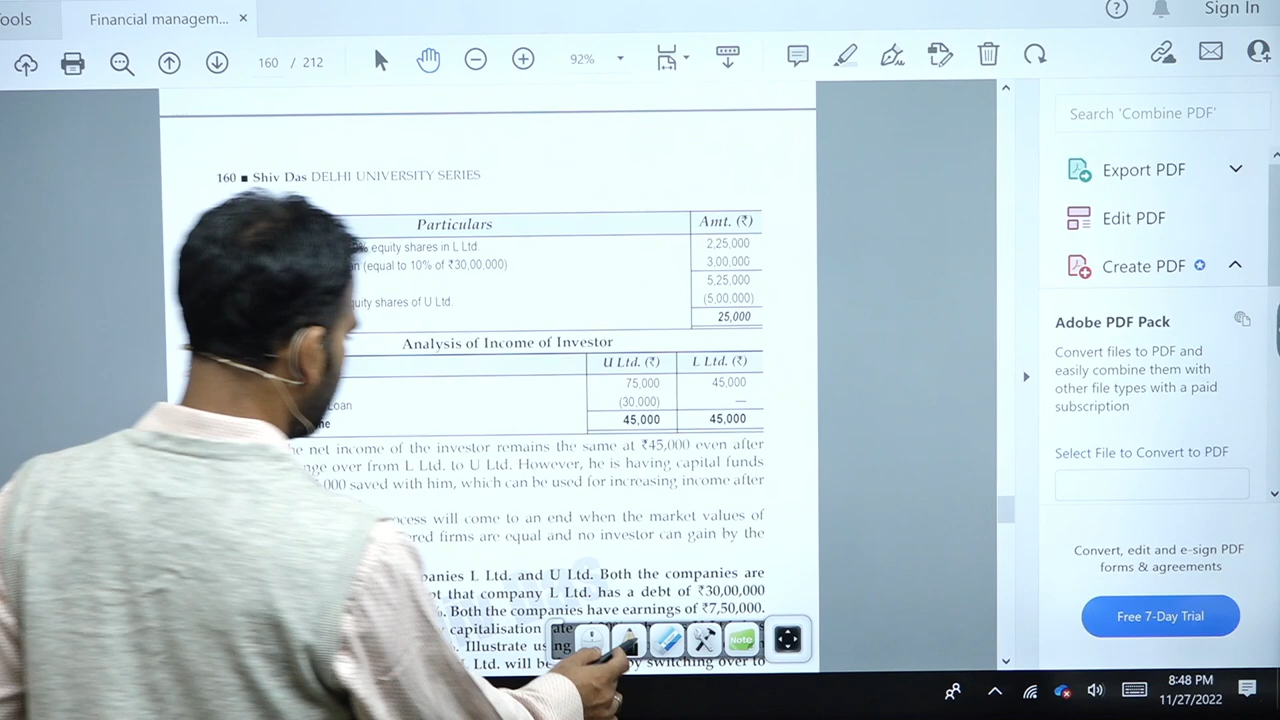 ools
Financial managem... ×
Sign In
160 / 212
92%
Search 'Combine PDF'
Export PDF
Edit PDF
Create PDF
Adobe PDF Pack
Convert files to PDF and
easily combine them with
other file types with a paid
subscription
Select File to Convert to PDF
Convert, edit and e-sign PDF
forms & agreements
Free 7-Day Trial
160 ■ Shiv Das DELHI UNIVERSITY SERIES
Particulars Amt. (₹)
equity shares in L Ltd. 2,25,000
(equal to 10% of ₹30,00,000) 3,00,000
5,25,000
uity shares of U Ltd. (5,00,000)
25,000
Analysis of Income of Investor
U Ltd. (₹) L Ltd. (₹)
75,000 45,000
Loan (30,000) —
45,000 45,000
he net income of the investor remains the same at ₹45,000 even after
nge over from L Ltd. to U Ltd. However, he is having capital funds
,000 saved with him, which can be used for increasing income after
ocess will come to an end when the market values of
ered firms are equal and no investor can gain by the
panies L Ltd. and U Ltd. Both the companies are
pt that company L Ltd. has a debt of ₹30,00,000
. Both the companies have earnings of ₹7,50,000.
capitalisation
. Illustrate
Ltd. will be by switching over to
Note
8:48 PM
11/27/2022